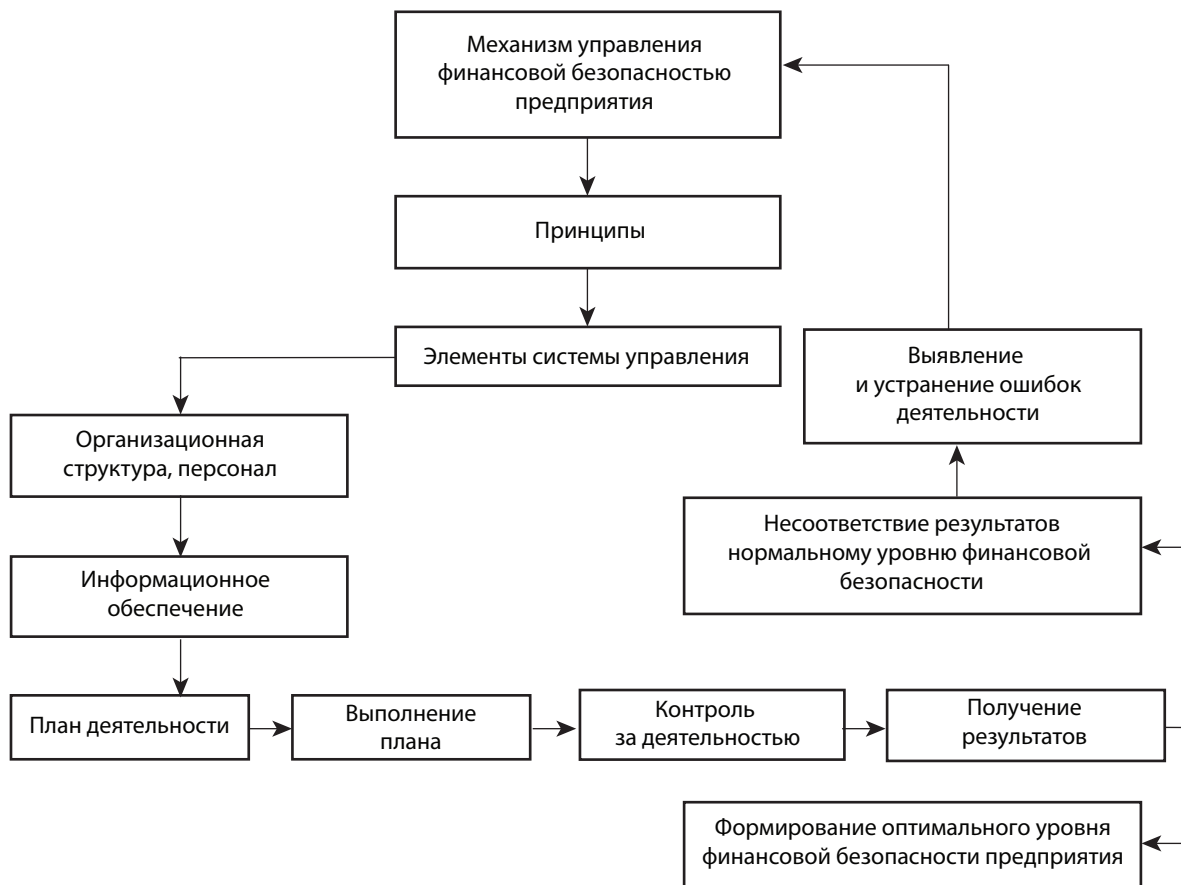 Механизм управления
финансовой безопасностью
предприятия
Принципы
Элементы системы управления
Организационная
структура, персонал
Информационное
обеспечение
План деятельности
Выполнение
плана
Контроль
за деятельностью
Получение
результатов
Выявление
и устранение ошибок
деятельности
Несоответствие результатов
нормальному уровню финансовой
безопасности
Формирование оптимального уровня
финансовой безопасности предприятия